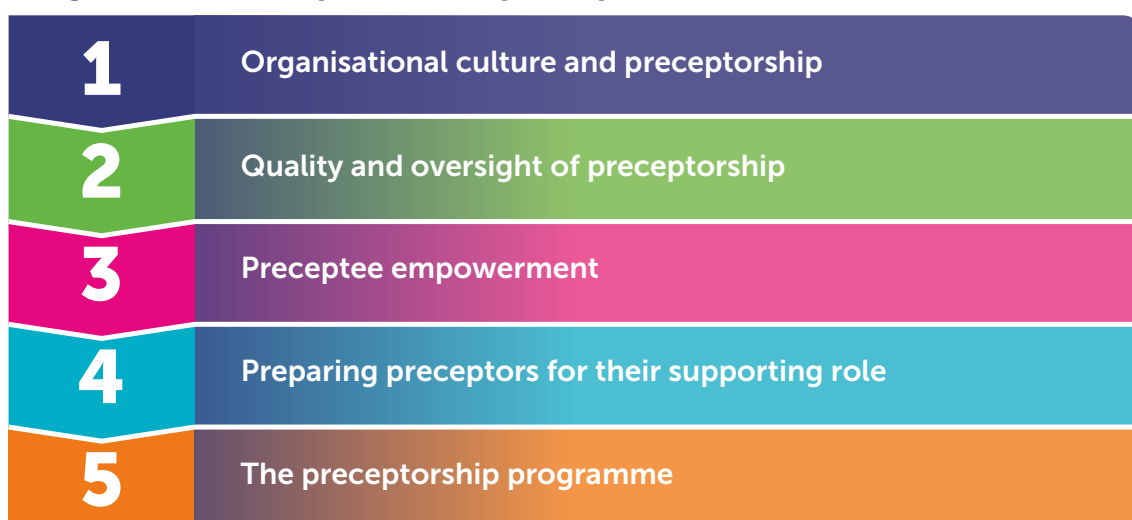 1
Organisational culture and preceptorship
2
Quality and oversight of preceptorship
3
Preceptee empowerment
4
Preparing preceptors for their supporting role
5
The preceptorship programme